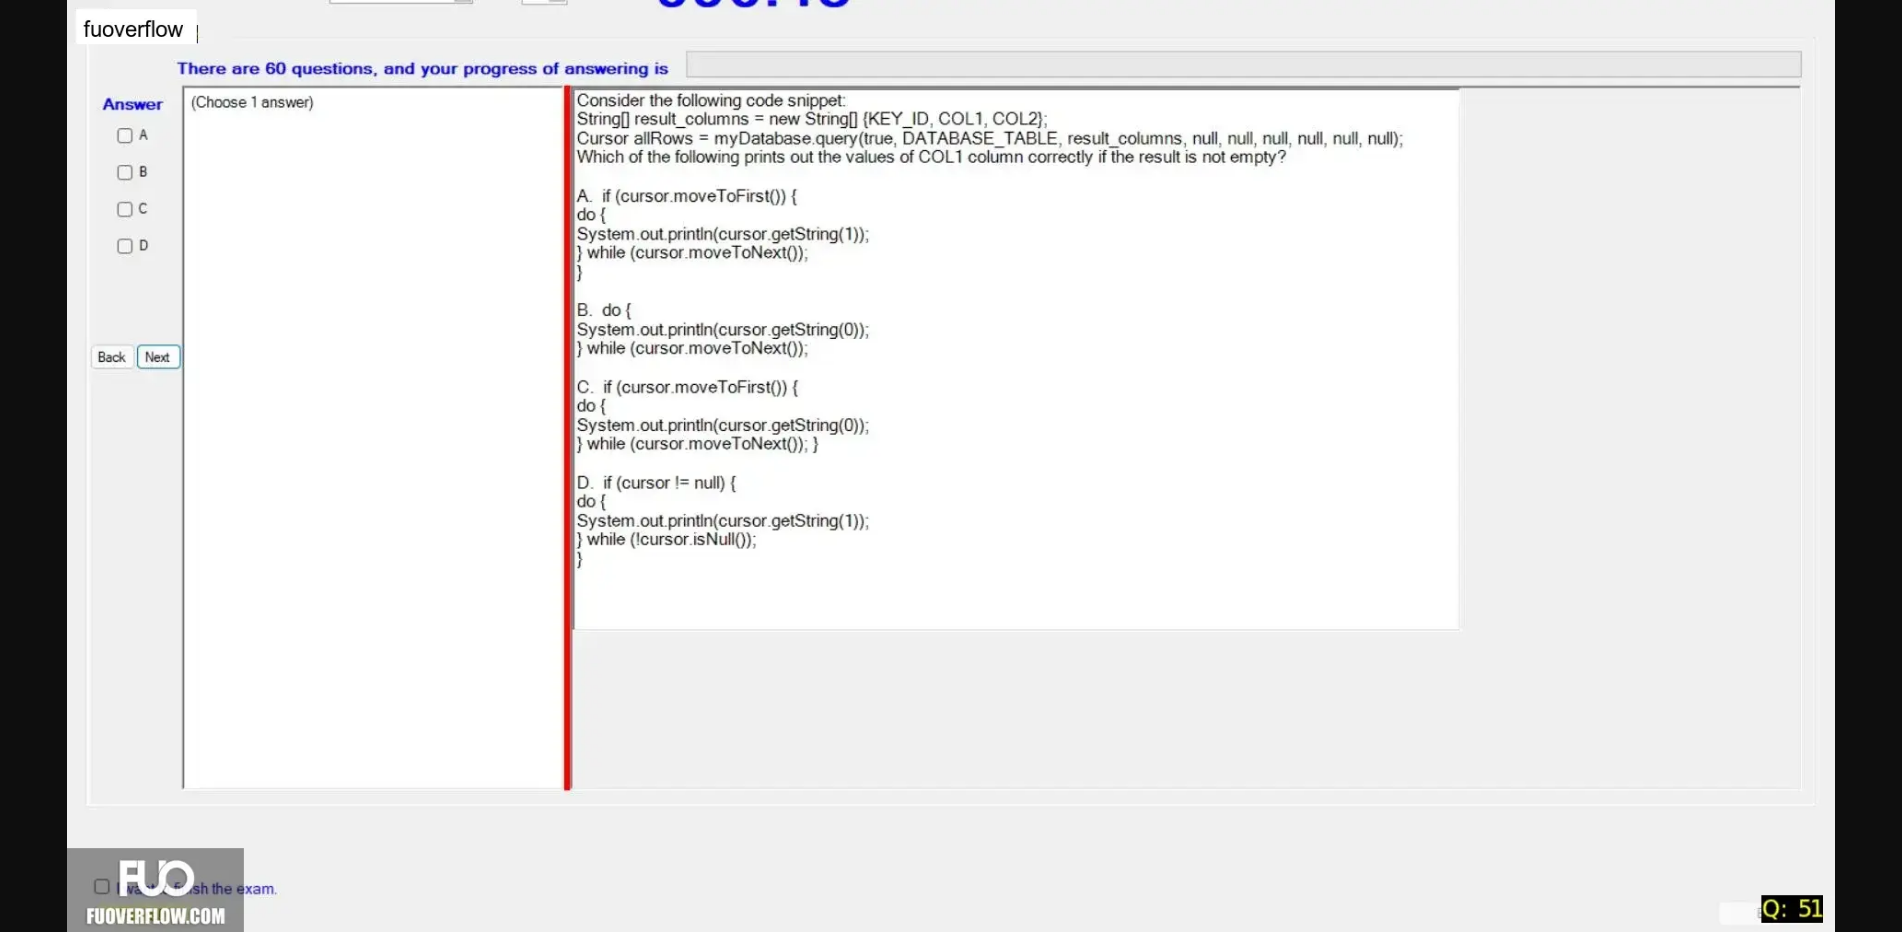 fuoverflow
There are 60 questions, and your progress of answering is
Answer
A
B
C
D
Back Next
(Choose 1 answer)
Consider the following code snippet:
String[] result_columns = new String[] {KEY_ID, COL1, COL2};
Cursor allRows = myDatabase.query(true, DATABASE_TABLE, result_columns, null, null, null, null, null, null);
Which of the following prints out the values of COL1 column correctly if the result is not empty?
A. if (cursor.moveToFirst()) {
do {
System.out.println(cursor.getString(1));
} while (cursor.moveToNext());
}
B. do {
System.out.println(cursor.getString(0));
} while (cursor.moveToNext());
C. if (cursor.moveToFirst()) {
do {
System.out.println(cursor.getString(0));
} while (cursor.moveToNext()); }
D. if (cursor != null) {
do {
System.out.println(cursor.getString(1));
} while (!cursor.isNull());
}
the exam.
FUO
FUOVERFLOW.COM
Q: 51